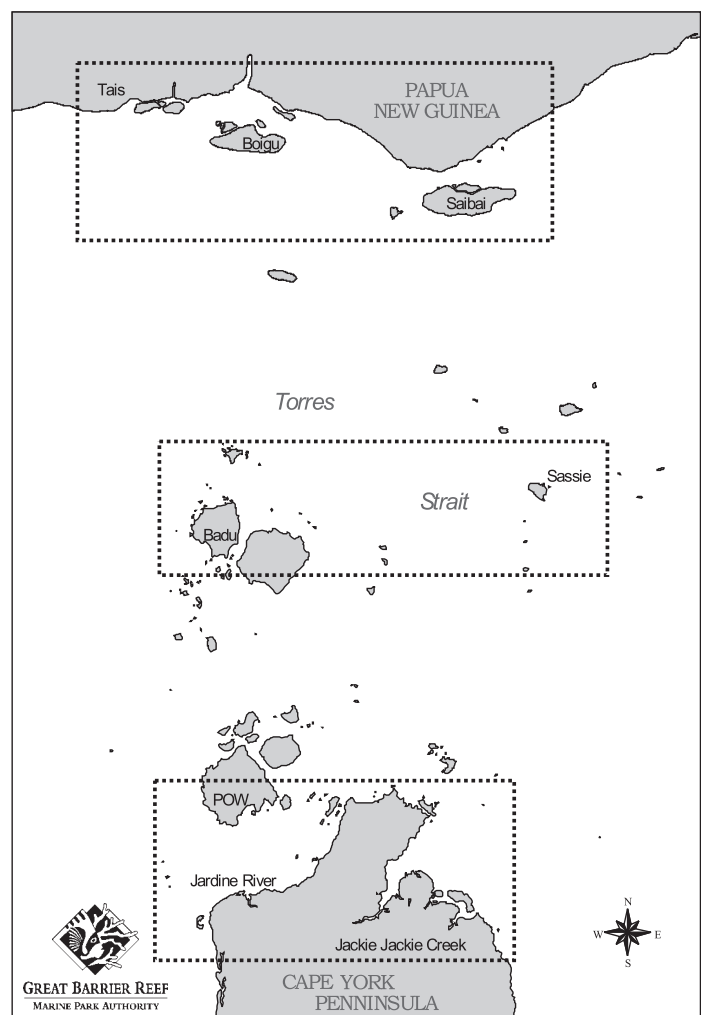 Tais
PAPUA
NEW GUINEA
Boigu
Saibai
Torres
Sassie
Strait
Badu
POW
Jardine River
Jackie Jackie Creek
N
W E
S
GREAT BARRIER REEF
MARINE PARK AUTHORITY
CAPE YORK
PENNINSULA